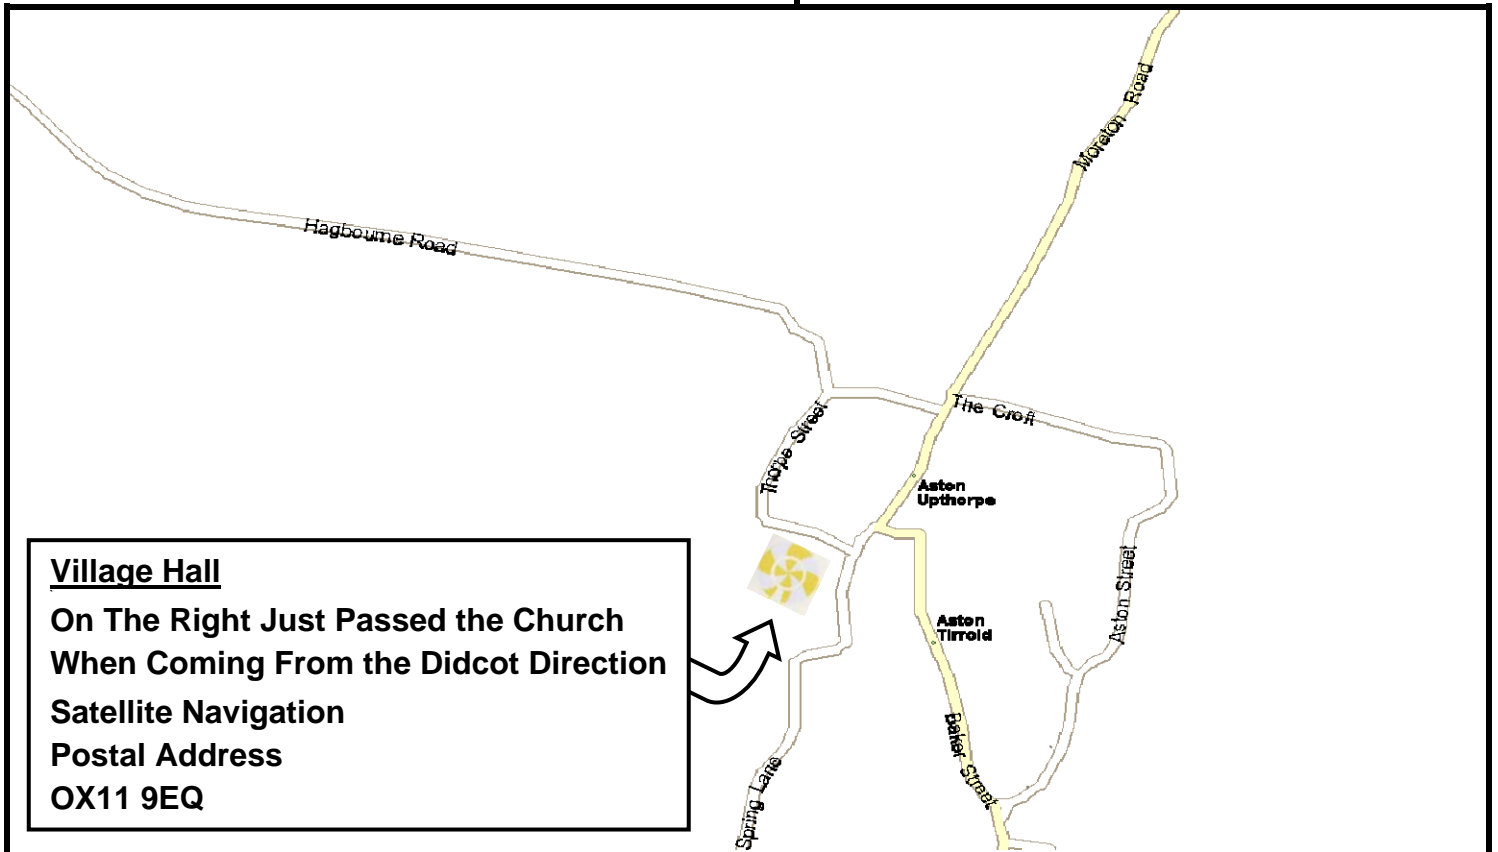 Moreton Road
Hagbourne Road
The Croft
Thorpe Street
Aston
Upthorpe
Aston Street
Aston
Tirrold
Baker Street
Spring Lane
Village Hall
On The Right Just Passed the Church
When Coming From the Didcot Direction
Satellite Navigation
Postal Address
OX11 9EQ